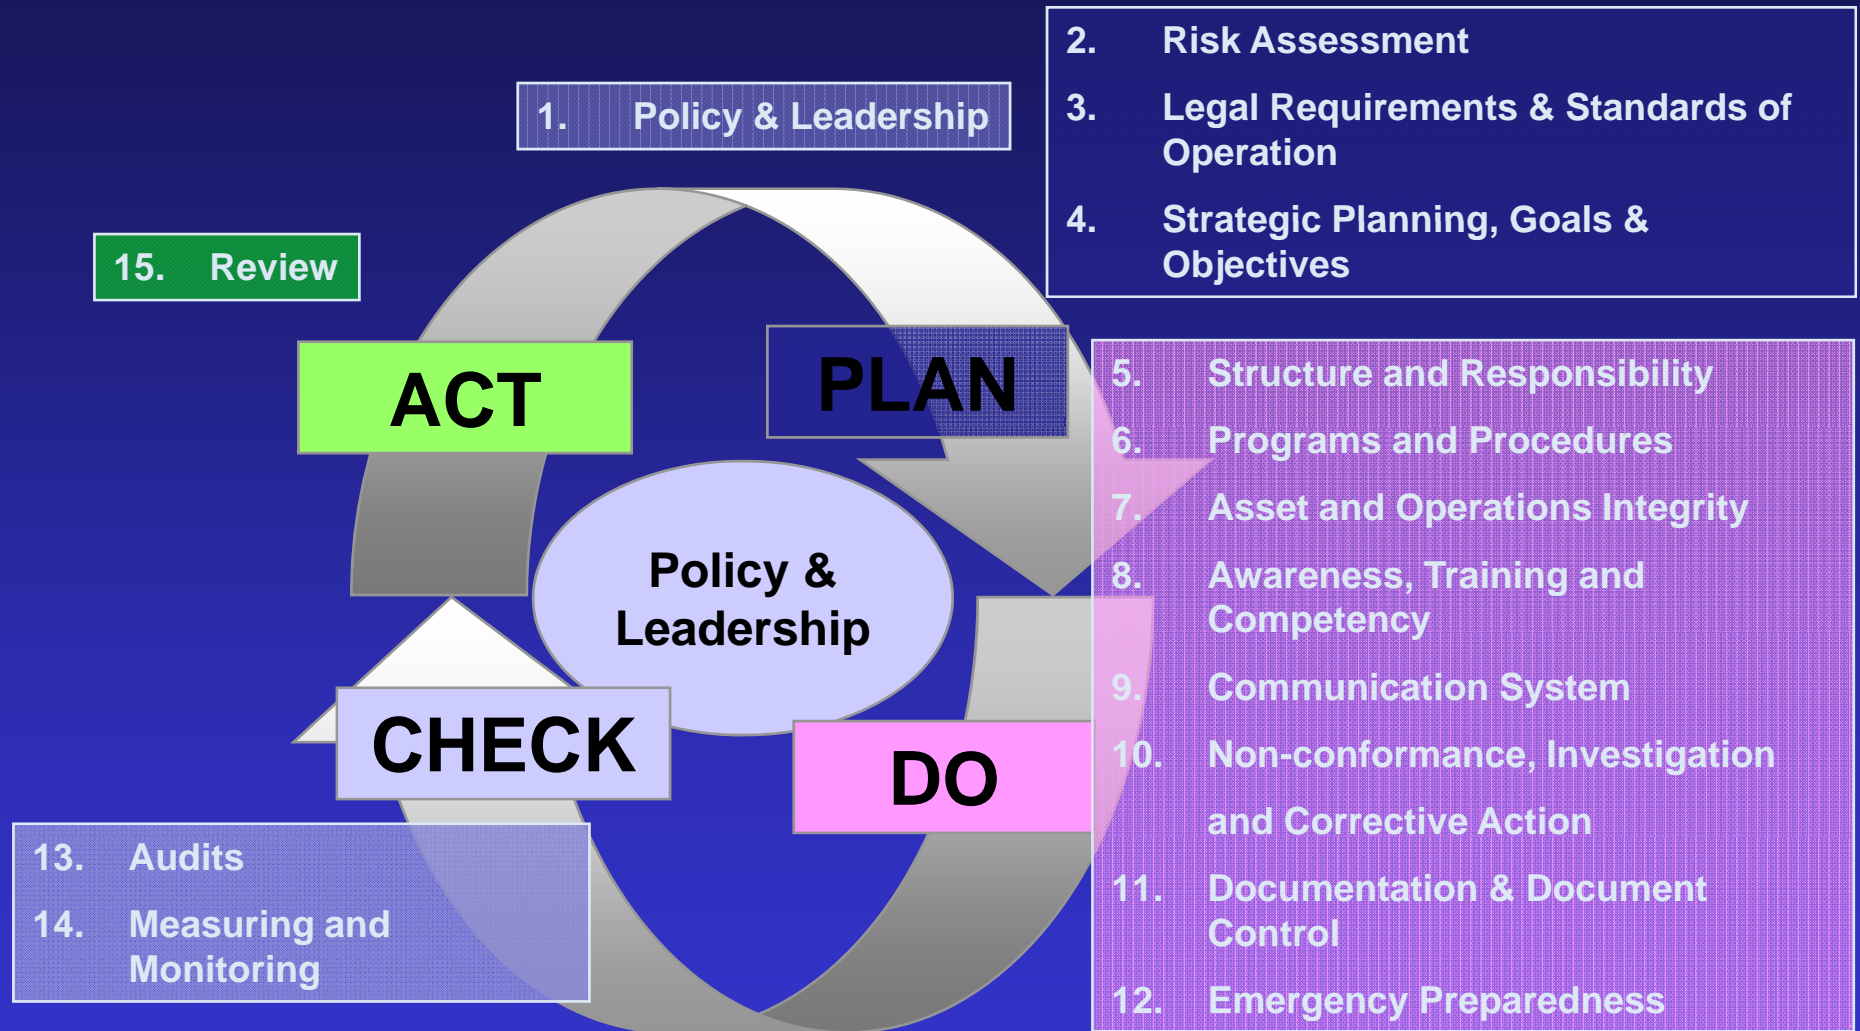 1. Policy & Leadership
2. Risk Assessment
3. Legal Requirements & Standards of
Operation
4. Strategic Planning, Goals &
Objectives
15. Review
ACT
PLAN
Policy &
Leadership
CHECK
DO
5. Structure and Responsibility
6. Programs and Procedures
7. Asset and Operations Integrity
8. Awareness, Training and
Competency
9. Communication System
10. Non-conformance, Investigation
and Corrective Action
11. Documentation & Document
Control
12. Emergency Preparedness
13. Audits
14. Measuring and
Monitoring